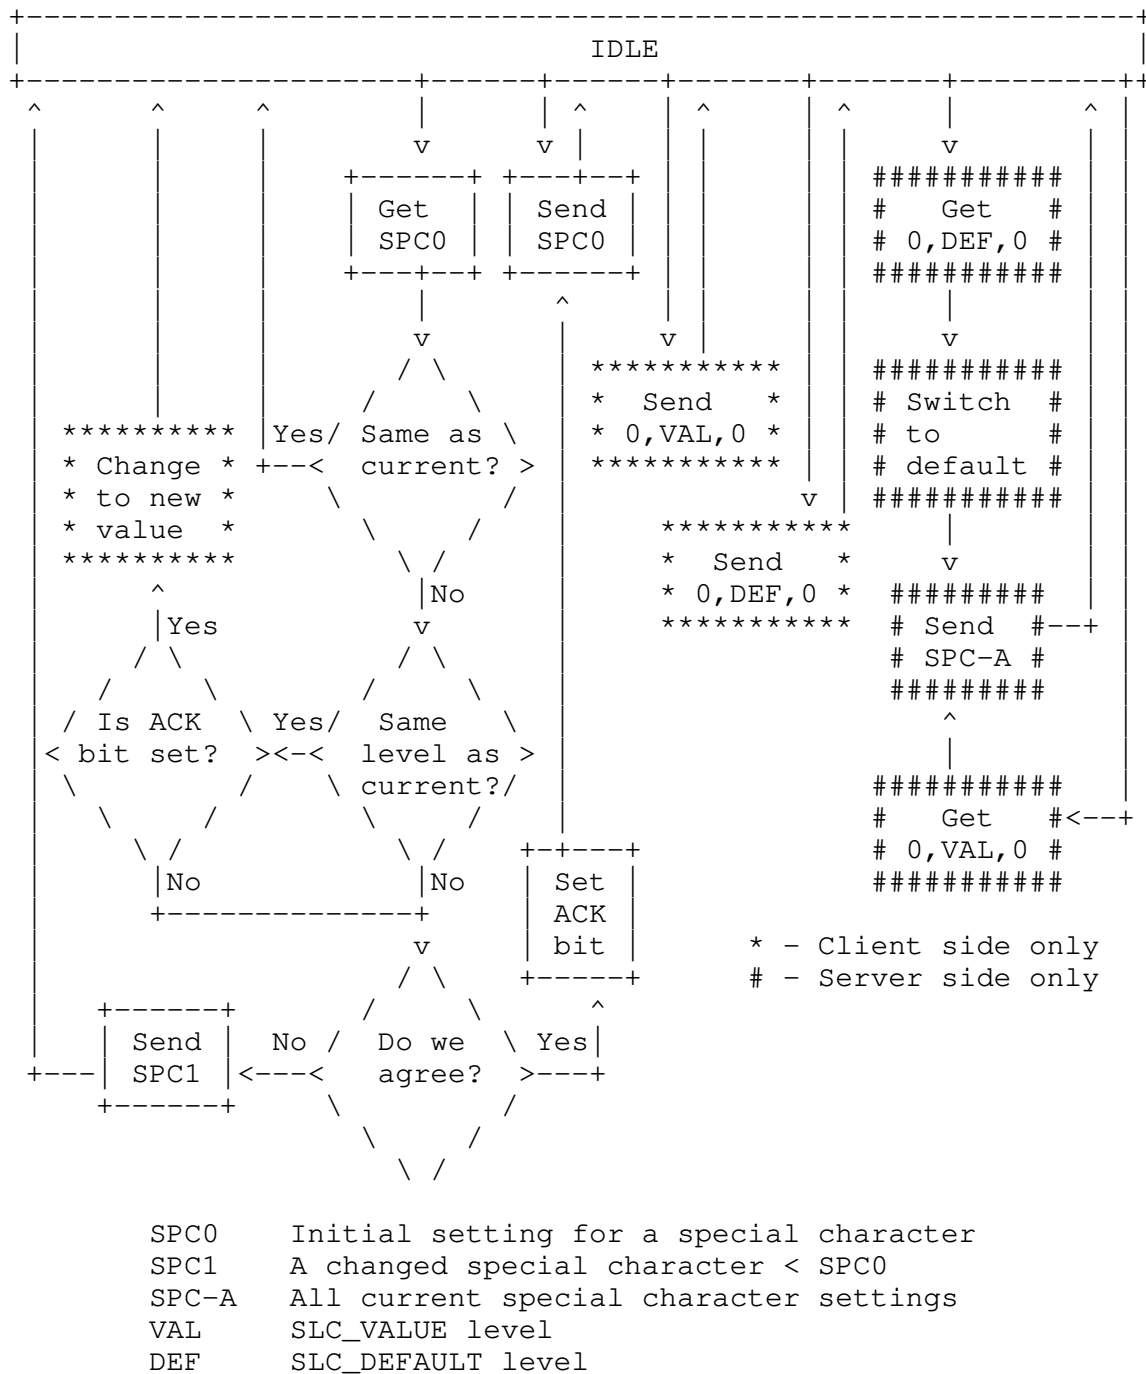 IDLE
Get Send # Get #
SPC0 SPC0 # 0,DEF,0 #
* Send * # Switch #
Yes Same as * 0,VAL,0 * # to #
* Change * current? # default #
* to new *
* value *
* Send *
No * 0,DEF,0 *
Yes # Send #
# SPC-A #
Is ACK Yes Same
bit set? level as
current?
# Get #
# 0,VAL,0 #
No No Set
ACK
bit * - Client side only
# - Server side only
Send No Do we Yes
SPC1 agree?
SPC0 Initial setting for a special character
SPC1 A changed special character < SPC0
SPC-A All current special character settings
VAL SLC_VALUE level
DEF SLC_DEFAULT level